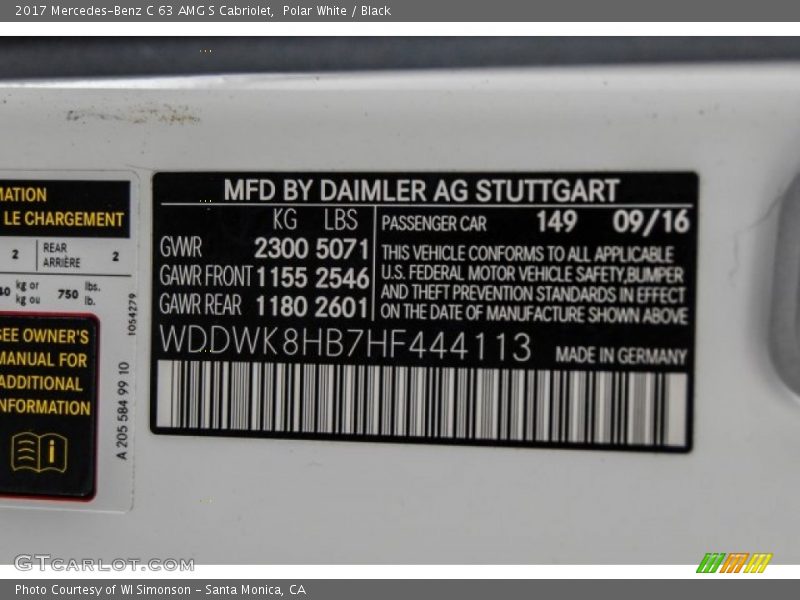 2017 Mercedes-Benz C 63 AMG S Cabriolet,  Polar White / Black
MATION
LE CHARGEMENT
2 REAR ARRIÈRE 2
kg or kg ou 750 lbs. lb.
SEE OWNER'S
MANUAL FOR
ADDITIONAL
INFORMATION
1054279
A 205 584 99 10
MFD BY DAIMLER AG STUTTGART
KG LBS
GWR 2300 5071
GAWR FRONT 1155 2546
GAWR REAR 1180 2601
PASSENGER CAR 149 09/16
THIS VEHICLE CONFORMS TO ALL APPLICABLE
U.S. FEDERAL MOTOR VEHICLE SAFETY,BUMPER
AND THEFT PREVENTION STANDARDS IN EFFECT
ON THE DATE OF MANUFACTURE SHOWN ABOVE
WDDWK8HB7HF444113
MADE IN GERMANY
GTCARLOT.COM
Photo Courtesy of WI Simonson – Santa Monica, CA